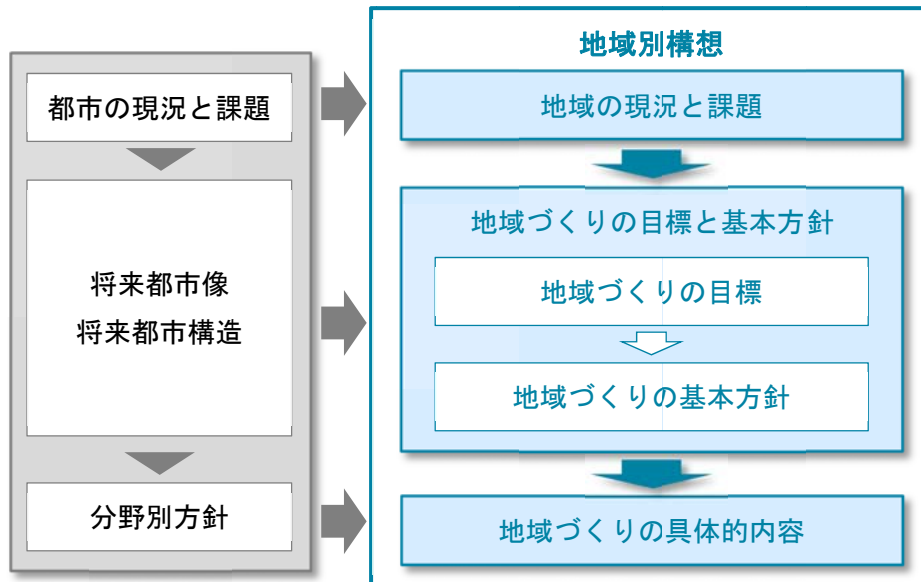 都市の現況と課題
将来都市像
将来都市構造
分野別方針
地域別構想
地域の現況と課題
地域づくりの目標と基本方針
地域づくりの目標
地域づくりの基本方針
地域づくりの具体的内容